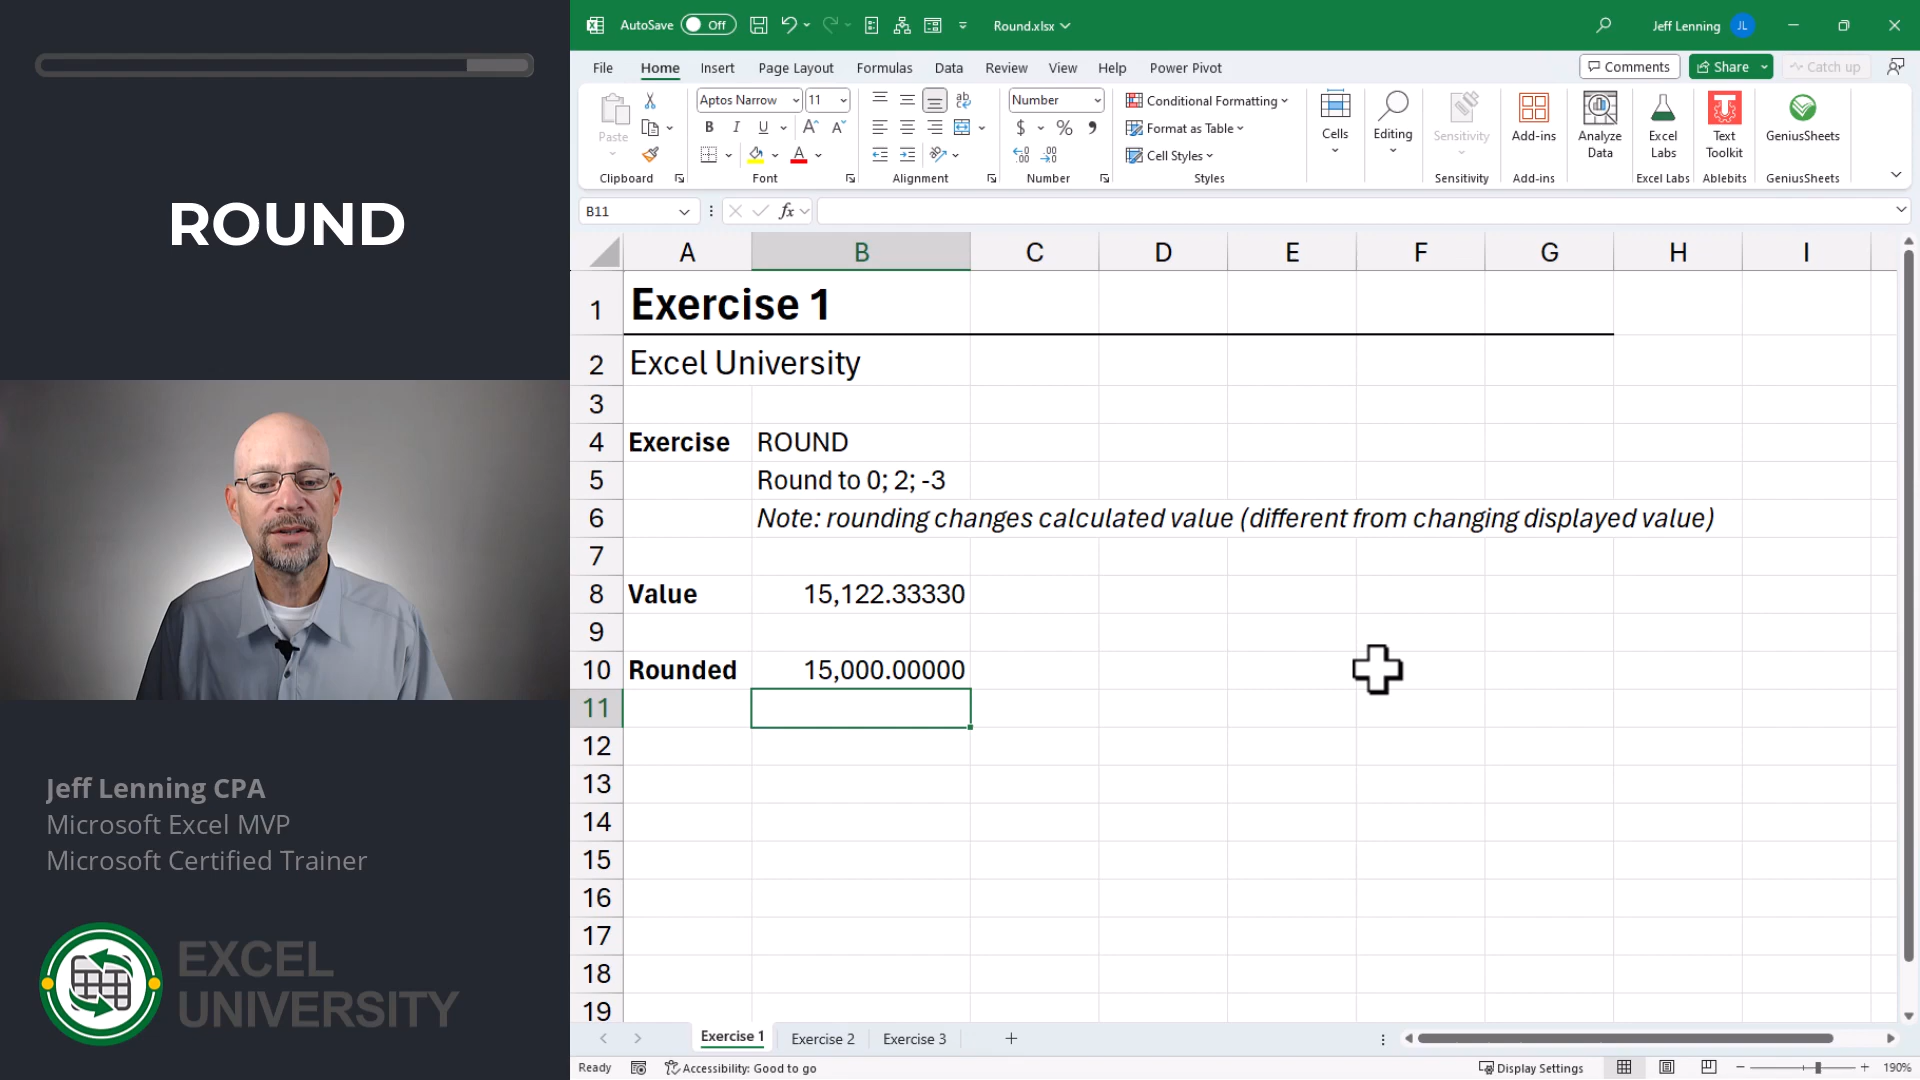 ROUND
Jeff Lenning CPA
Microsoft Excel MVP
Microsoft Certified Trainer
EXCEL
UNIVERSITY
AutoSave Off
Round.xlsx
Jeff Lenning JL
File Home Insert Page Layout Formulas Data Review View Help Power Pivot
Comments Share Catch up
Paste
Clipboard
Aptos Narrow 11
B I U A A
A
Font
ab
Alignment
Number
$ % 9
Number
Conditional Formatting
Format as Table
Cell Styles
Styles
Cells
Editing
Sensitivity
Sensitivity
Add-ins
Add-ins
Analyze
Data
Excel
Labs
Excel Labs
Text
Toolkit
Ablebits
GeniusSheets
GeniusSheets
B11 fx
A B C D E F G H I
1 Exercise 1
2 Excel University
3
4 Exercise ROUND
5 Round to 0; 2; -3
6 Note: rounding changes calculated value (different from changing displayed value)
7
8 Value 15,122.33330
9
10 Rounded 15,000.00000
11
12
13
14
15
16
17
18
19
Exercise 1 Exercise 2 Exercise 3
Ready Accessibility: Good to go Display Settings 190%